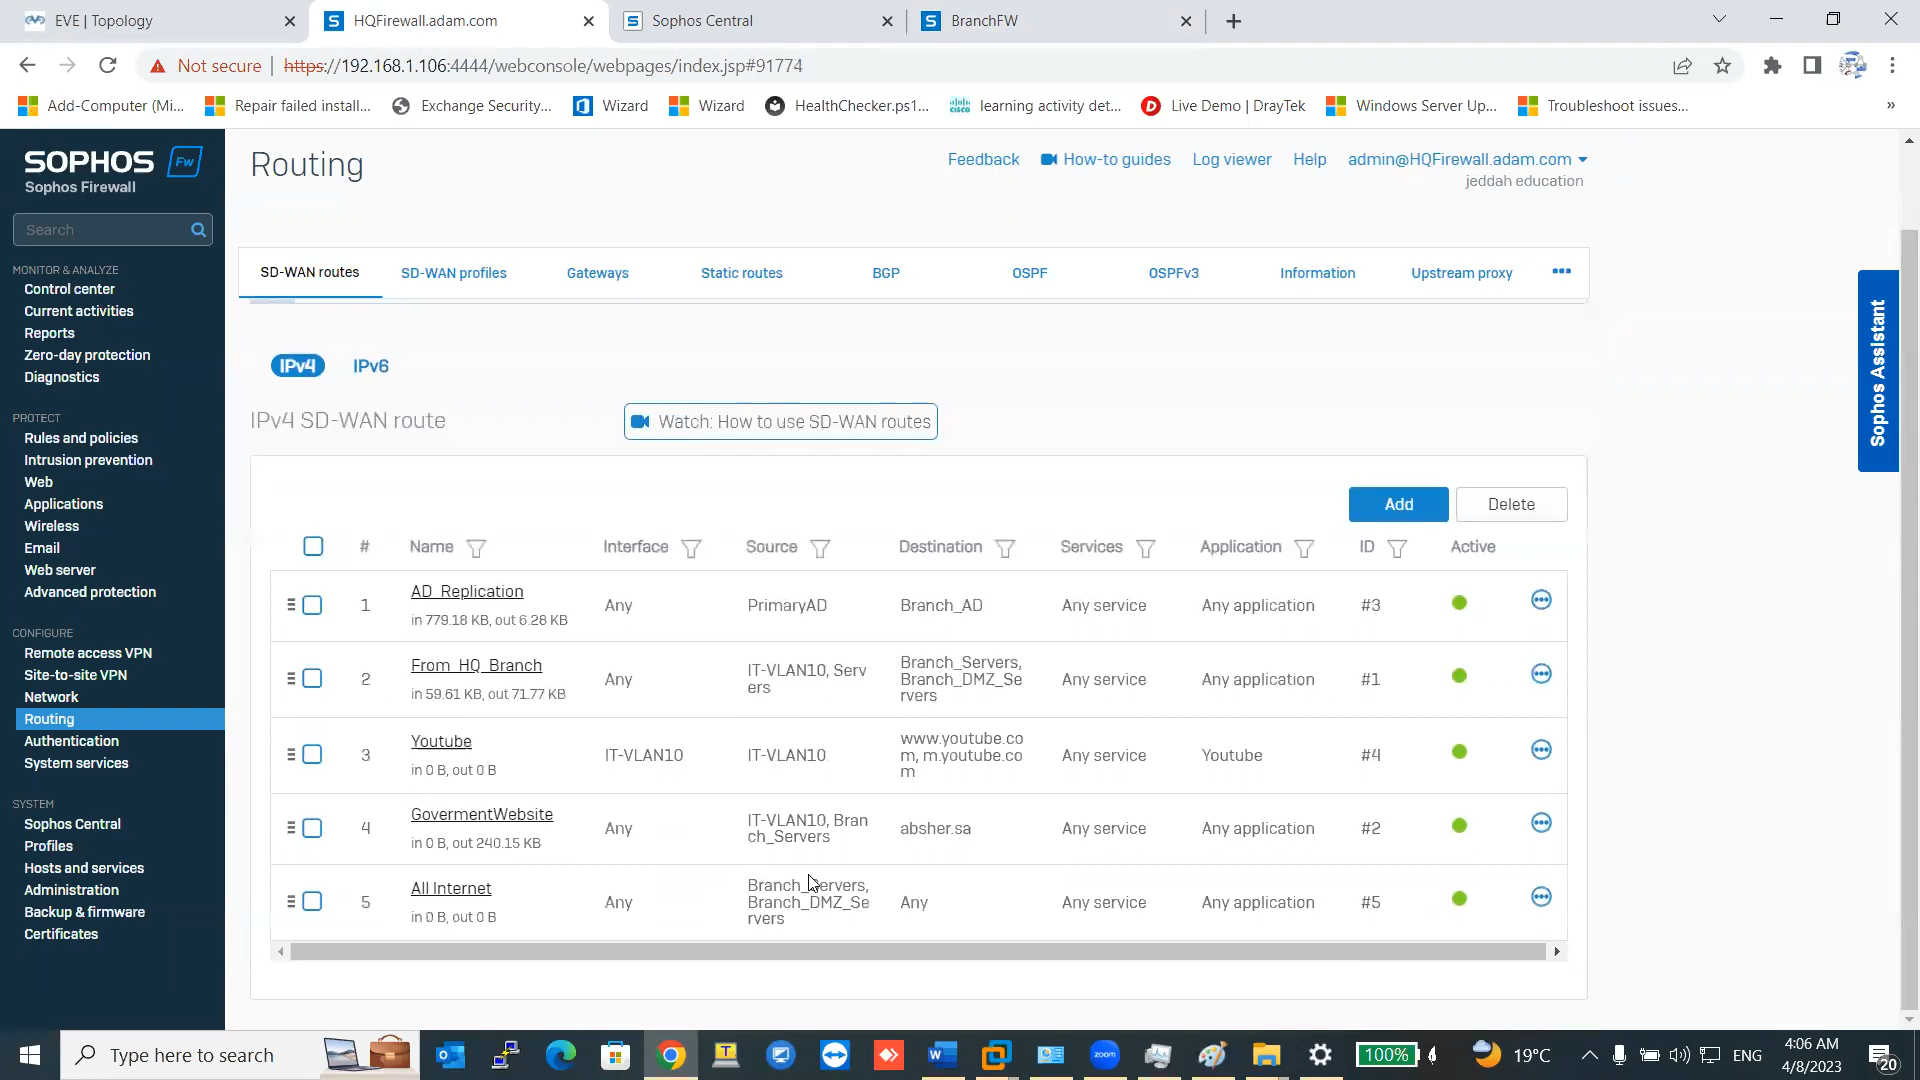 EVE | Topology
HQFirewall.adam.com
Sophos Central
BranchFW
Not secure
https://192.168.1.106:4444/webconsole/webpages/index.jsp#91774
Add-Computer (Mi...
Repair failed install...
Exchange Security...
Wizard
Wizard
HealthChecker.ps1...
learning activity det...
Live Demo | DrayTek
Windows Server Up...
Troubleshoot issues...
»
SOPHOS Fw
Sophos Firewall
Search
MONITOR & ANALYZE
Control center
Current activities
Reports
Zero-day protection
Diagnostics
PROTECT
Rules and policies
Intrusion prevention
Web
Applications
Wireless
Email
Web server
Advanced protection
CONFIGURE
Remote access VPN
Site-to-site VPN
Network
Routing
Authentication
System services
SYSTEM
Sophos Central
Profiles
Hosts and services
Administration
Backup & firmware
Certificates
Routing
Feedback
How-to guides
Log viewer
Help
admin@HQFirewall.adam.com
jeddah education
SD-WAN routes
SD-WAN profiles
Gateways
Static routes
BGP
OSPF
OSPFv3
Information
Upstream proxy
IPv4
IPv6
IPv4 SD-WAN route
Watch: How to use SD-WAN routes
Add
Delete
# Name Interface Source Destination Services Application ID Active
1 AD_Replication Any PrimaryAD Branch_AD Any service Any application #3
in 779.18 KB, out 6.28 KB
2 From_HQ_Branch Any IT-VLAN10, Serv Branch_Servers, Any service Any application #1
in 59.61 KB, out 71.77 KB ers Branch_DMZ_Se
rvers
3 Youtube IT-VLAN10 IT-VLAN10 www.youtube.co Any service Youtube #4
in 0 B, out 0 B m, m.youtube.co
m
4 GovermentWebsite Any IT-VLAN10, Bran absher.sa Any service Any application #2
in 0 B, out 240.15 KB ch_Servers
5 All Internet Any Branch_Servers, Any Any service Any application #5
in 0 B, out 0 B Branch_DMZ_Se
rvers
Sophos Assistant
Type here to search
cisco
zoom
100%
19°C
ENG
4:06 AM
4/8/2023
20